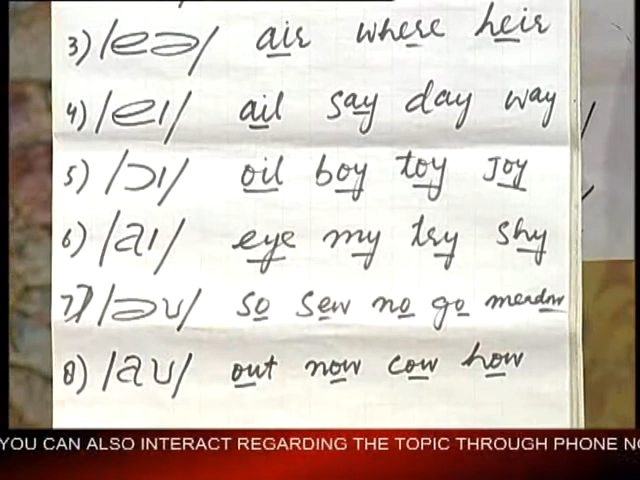 3) /eə/ air where heir
4) /eɪ/ ail say day way
5) /ɔɪ/ oil boy toy joy
6) /aɪ/ eye my try shy
7) /əʊ/ so sew no go meadow
8) /aʊ/ out now cow how
YOU CAN ALSO INTERACT REGARDING THE TOPIC THROUGH PHONE NO